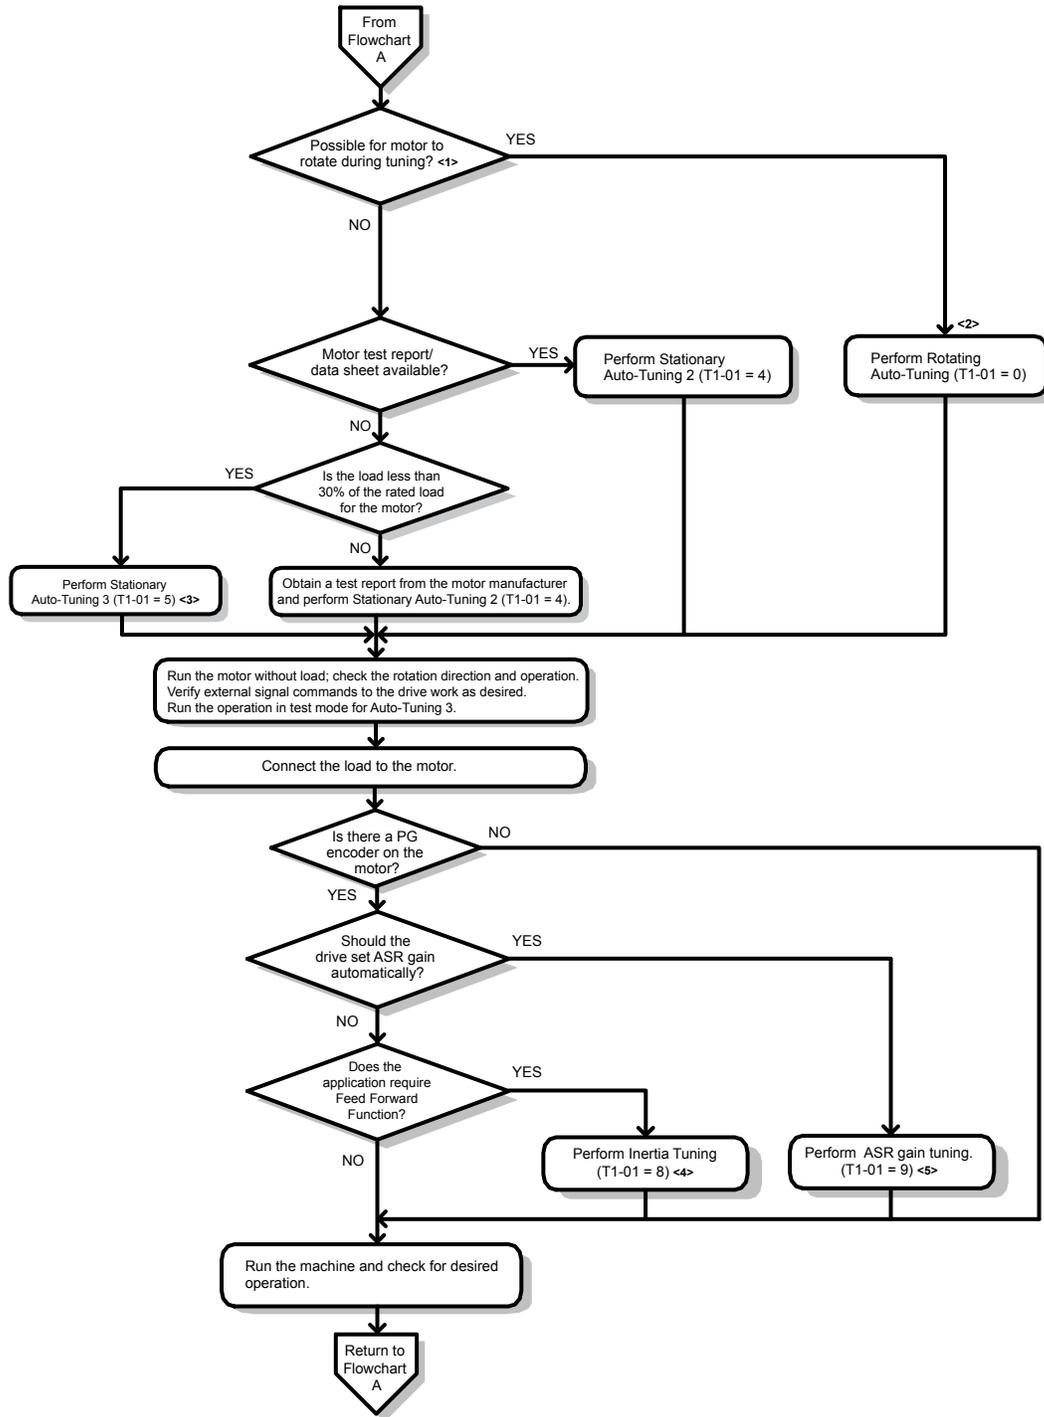 From
Flowchart
A
Possible for motor to
rotate during tuning? <1>
YES
NO
<2>
Motor test report/
data sheet available?
YES
Perform Stationary
Auto-Tuning 2 (T1-01 = 4)
Perform Rotating
Auto-Tuning (T1-01 = 0)
NO
YES
Is the load less than
30% of the rated load
for the motor?
NO
Perform Stationary
Auto-Tuning 3 (T1-01 = 5) <3>
Obtain a test report from the motor manufacturer
and perform Stationary Auto-Tuning 2 (T1-01 = 4).
Run the motor without load; check the rotation direction and operation.
Verify external signal commands to the drive work as desired.
Run the operation in test mode for Auto-Tuning 3.
Connect the load to the motor.
Is there a PG
encoder on the
motor?
NO
YES
Should the
drive set ASR gain
automatically?
YES
NO
Does the
application require
Feed Forward
Function?
YES
NO
Perform Inertia Tuning
(T1-01 = 8) <4>
Perform ASR gain tuning.
(T1-01 = 9) <5>
Run the machine and check for desired
operation.
Return to
Flowchart
A